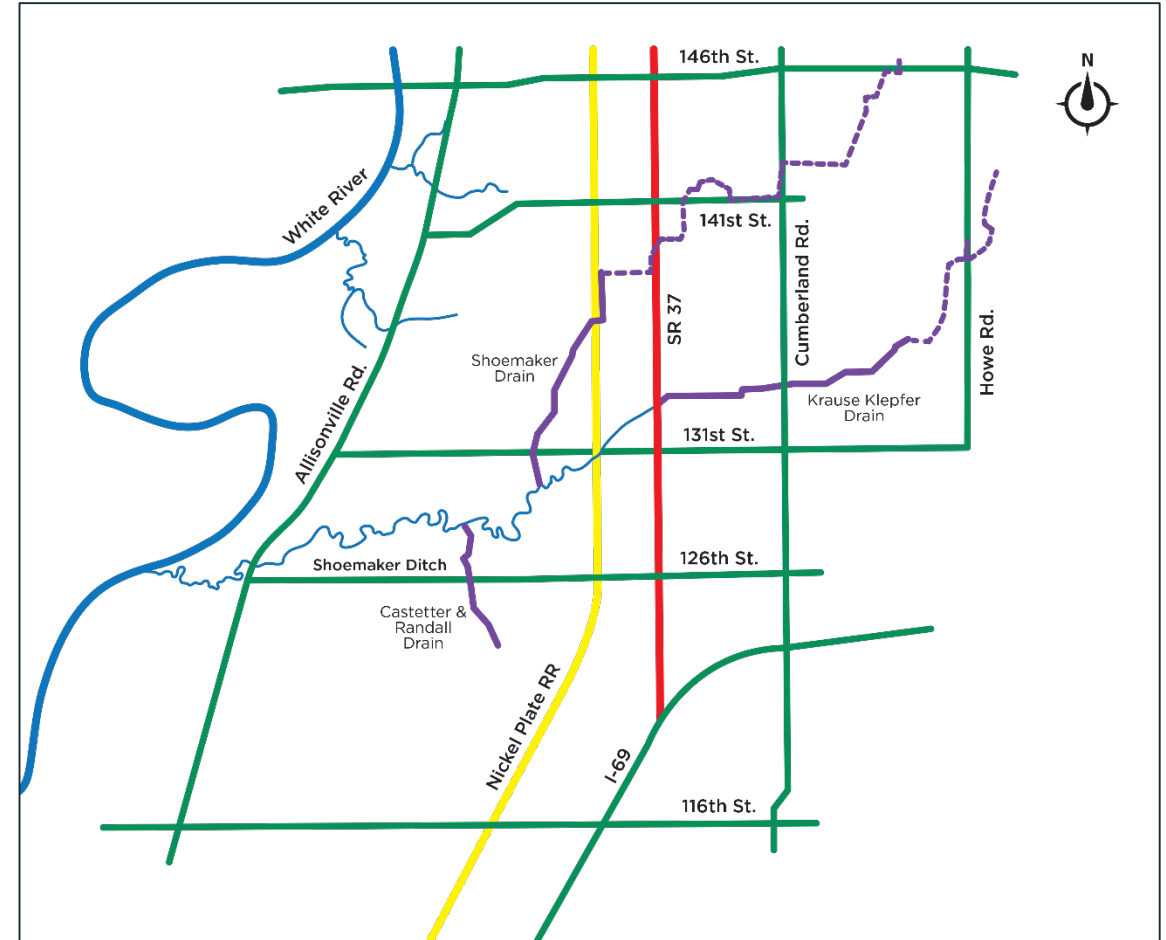 146th St.
N
White River
141st St.
Cumberland Rd.
SR 37
Shoemaker
Drain
Howe Rd.
Allisonville Rd.
Krause Klepfer
Drain
131st St.
126th St.
Shoemaker Ditch
Castetter &
Randall
Drain
Nickel Plate RR
I-69
116th St.